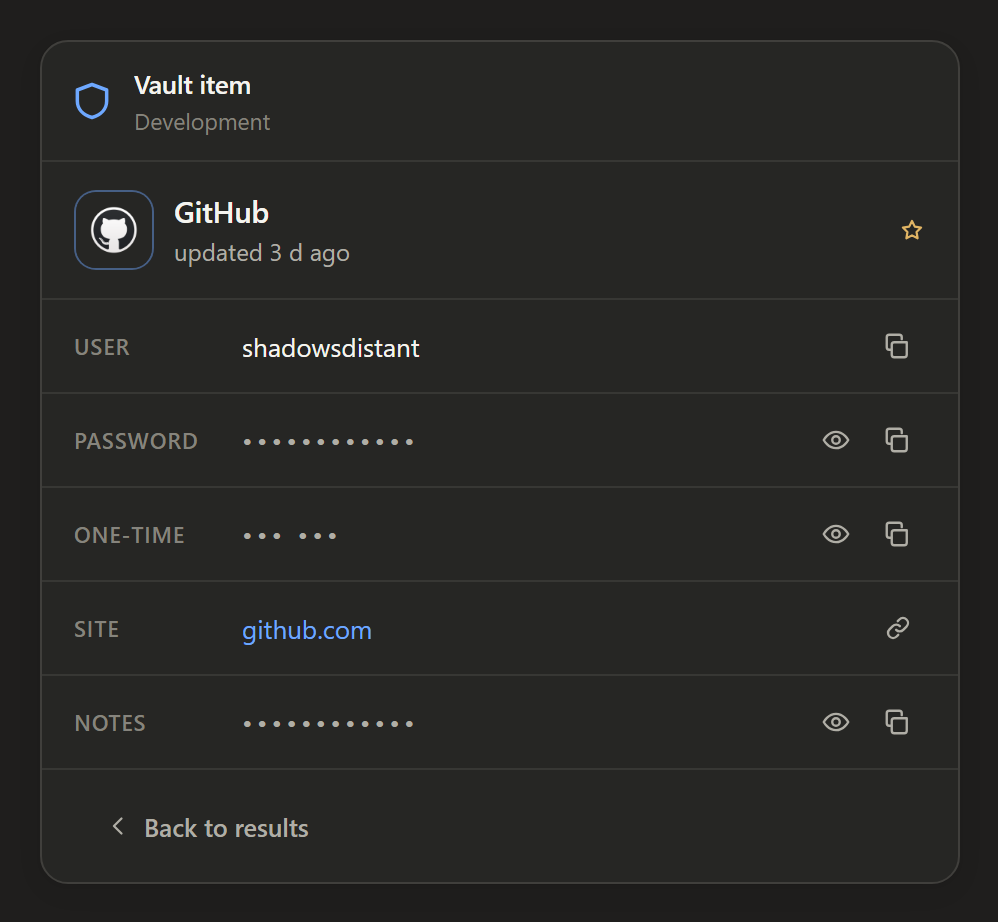 Vault item
Development
GitHub
updated 3 d ago
USER shadowsdistant
PASSWORD ••••••••••••
ONE-TIME ••• •••
SITE github.com
NOTES ••••••••••••
Back to results